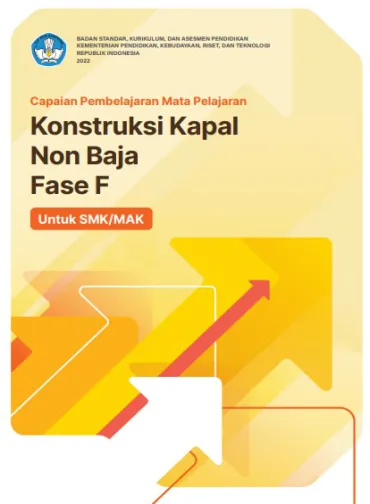 BADAN STANDAR, KURIKULUM, DAN ASESMEN PENDIDIKAN
KEMENTERIAN PENDIDIKAN, KEBUDAYAAN, RISET, DAN TEKNOLOGI
REPUBLIK INDONESIA
2022
Capaian Pembelajaran Mata Pelajaran
Konstruksi Kapal
Non Baja
Fase F
Untuk SMK/MAK